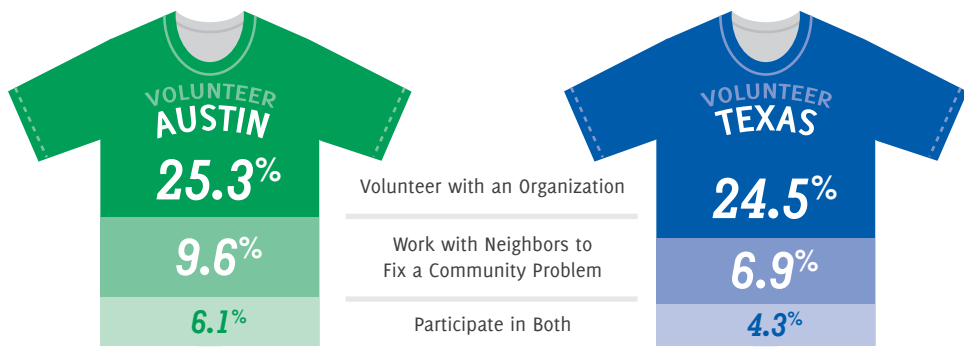 VOLUNTEER
AUSTIN
25.3%
9.6%
6.1%
Volunteer with an Organization
Work with Neighbors to
Fix a Community Problem
Participate in Both
VOLUNTEER
TEXAS
24.5%
6.9%
4.3%